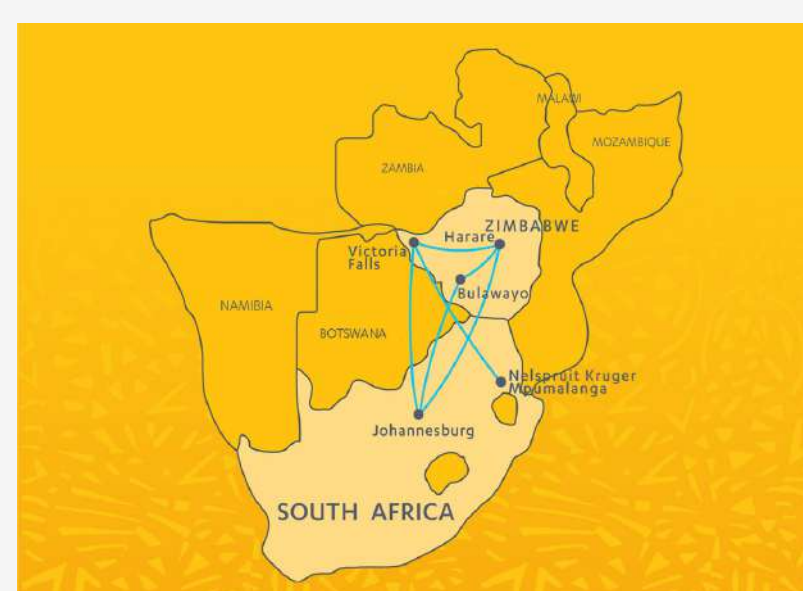 MALAWI
MOZAMBIQUE
ZAMBIA
ZIMBABWE
Harare
Victoria
Falls
Bulawayo
NAMIBIA
BOTSWANA
Nelspruit Kruger
Mpumalanga
Johannesburg
SOUTH AFRICA